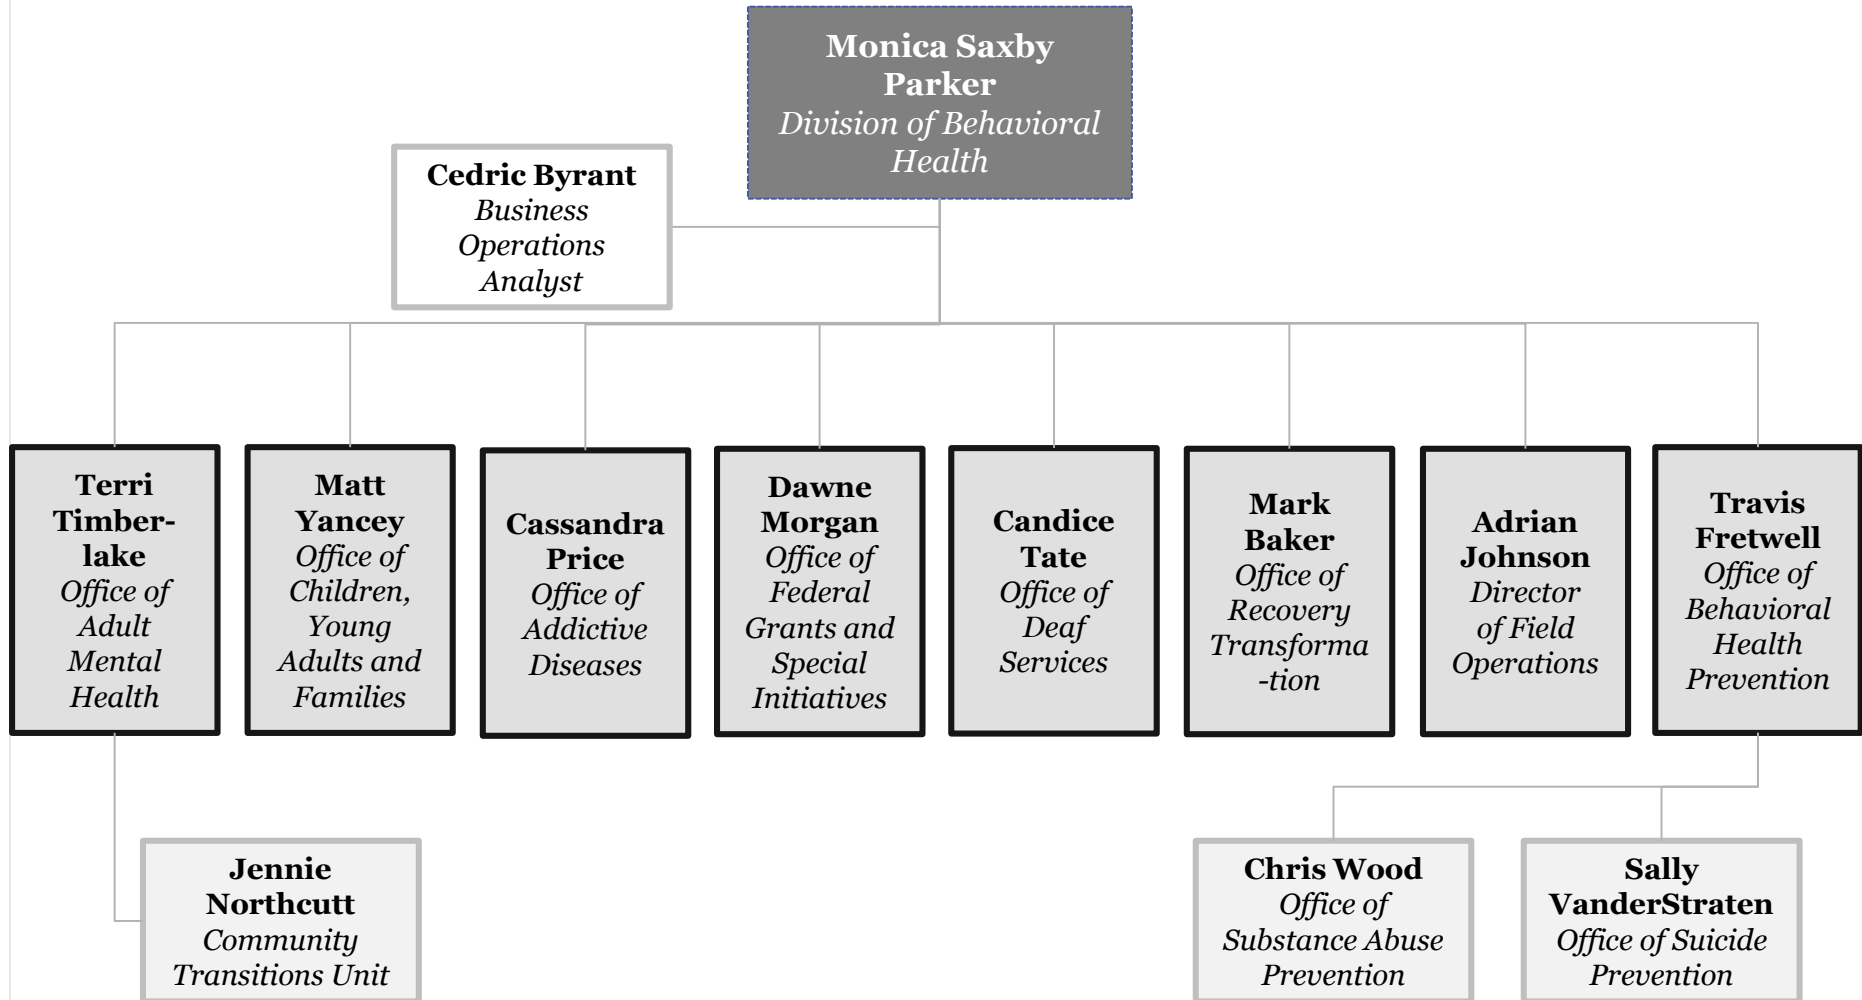 Monica Saxby
Parker
Division of Behavioral
Health
Cedric Byrant
Business
Operations
Analyst
Terri
Timber-
lake
Office of
Adult
Mental
Health
Matt
Yancey
Office of
Children,
Young
Adults and
Families
Cassandra
Price
Office of
Addictive
Diseases
Dawne
Morgan
Office of
Federal
Grants and
Special
Initiatives
Candice
Tate
Office of
Deaf
Services
Mark
Baker
Office of
Recovery
Transforma
-tion
Adrian
Johnson
Director
of Field
Operations
Travis
Fretwell
Office of
Behavioral
Health
Prevention
Jennie
Northcutt
Community
Transitions Unit
Chris Wood
Office of
Substance Abuse
Prevention
Sally
VanderStraten
Office of Suicide
Prevention